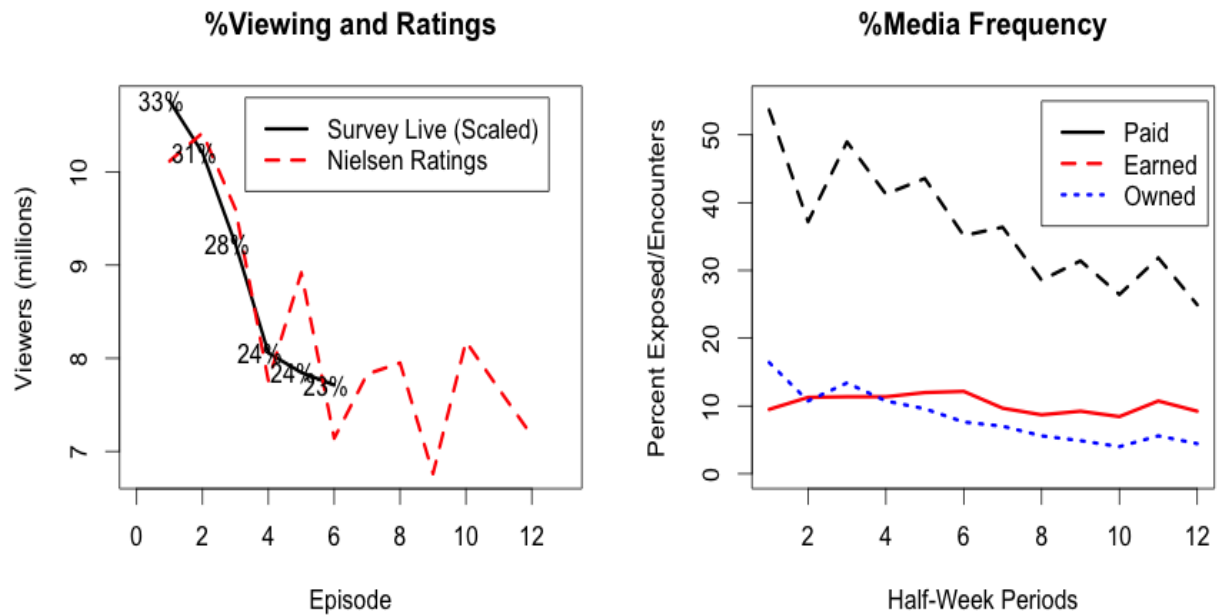 %Viewing and Ratings
33%
31%
28%
24%
24%
23%
Survey Live (Scaled)
Nielsen Ratings
Viewers (millions)
10
9
8
7
0 2 4 6 8 10 12
Episode
%Media Frequency
Paid
Earned
Owned
Percent Exposed/Encounters
50
40
30
20
10
0
2 4 6 8 10 12
Half-Week Periods